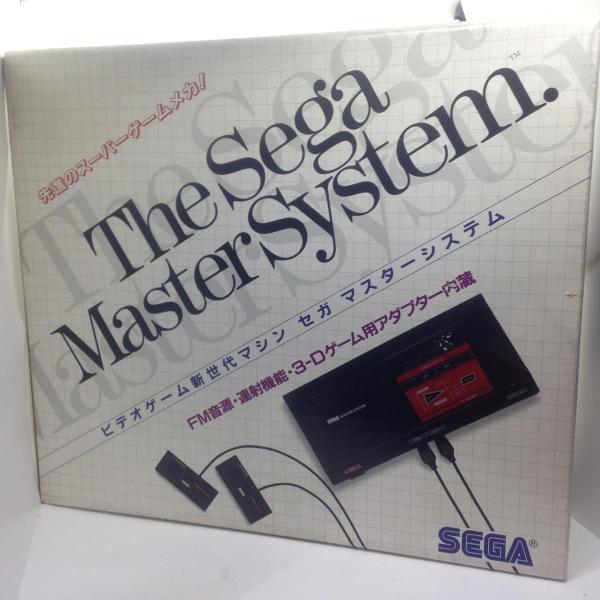 先進のスーパーゲームメカ!
The Sega
Master System.™
ビデオゲーム新世代マシン セガ マスターシステム
FM音源・連射機能・3-Dゲーム用アダプター内蔵
SEGA
SEGA®